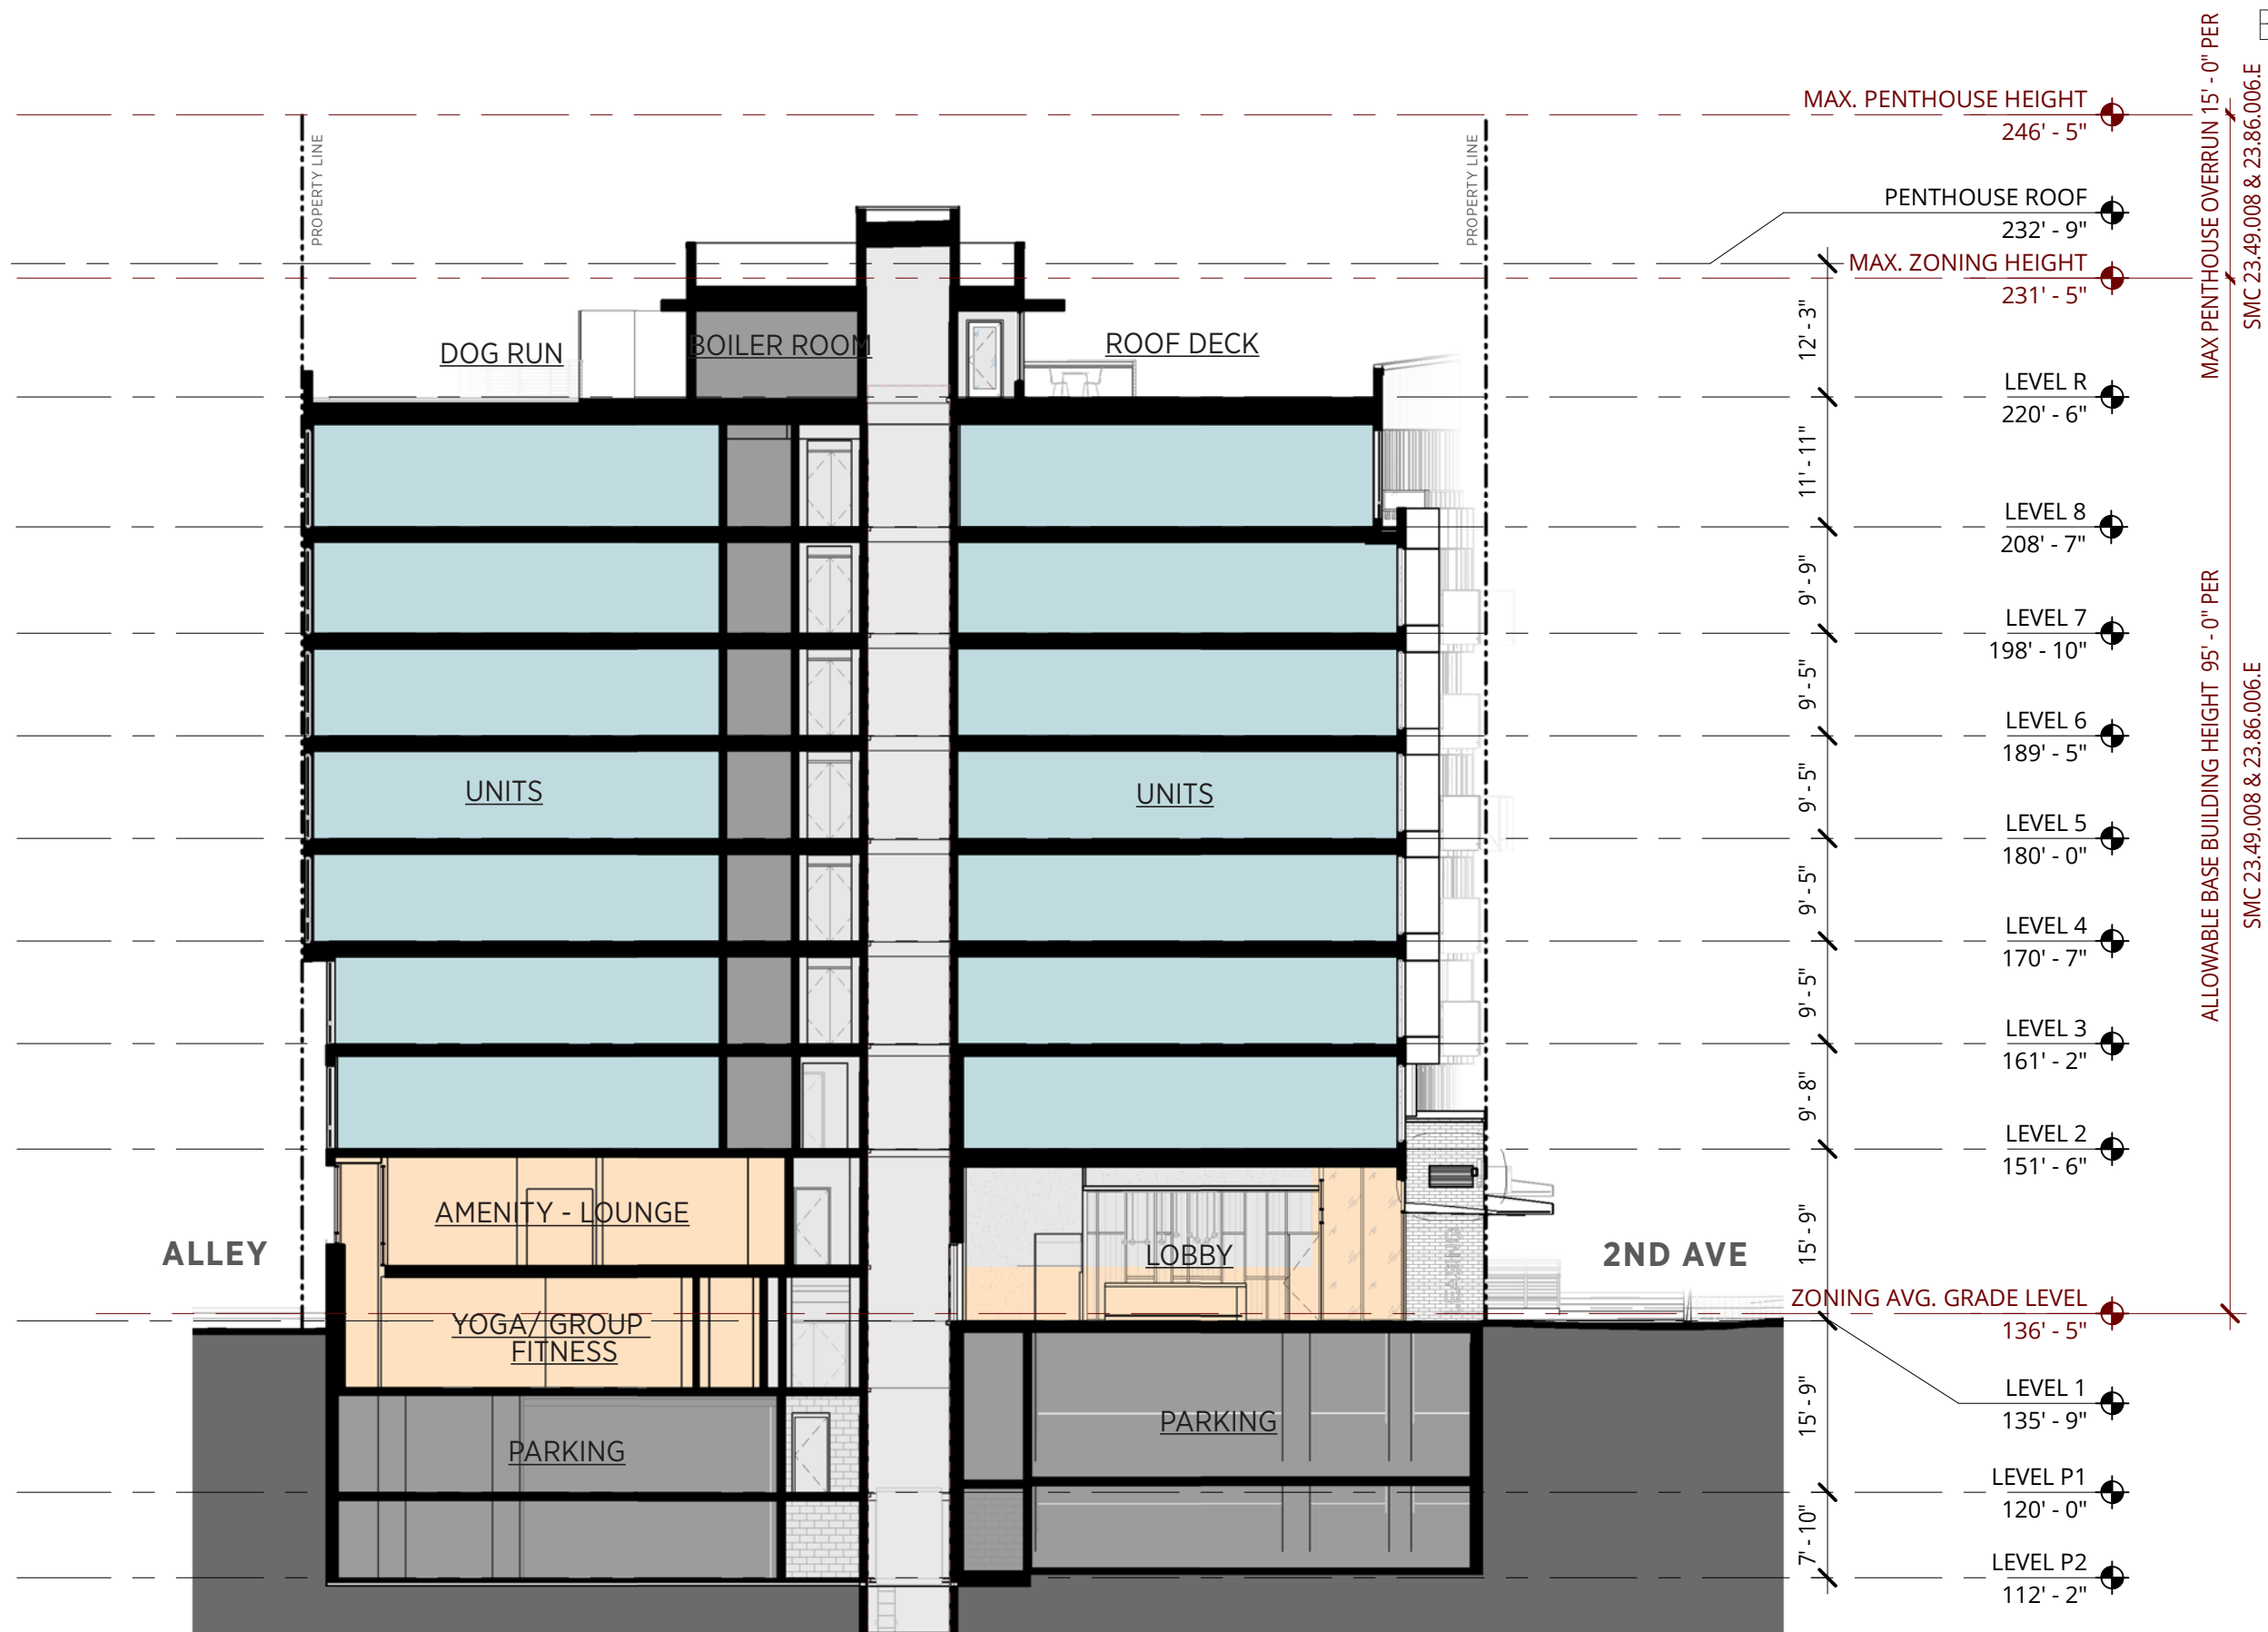 MAX. PENTHOUSE HEIGHT
246' - 5"
PENTHOUSE ROOF
232' - 9"
MAX. ZONING HEIGHT
231' - 5"
LEVEL R
220' - 6"
LEVEL 8
208' - 7"
LEVEL 7
198' - 10"
LEVEL 6
189' - 5"
LEVEL 5
180' - 0"
LEVEL 4
170' - 7"
LEVEL 3
161' - 2"
LEVEL 2
151' - 6"
ZONING AVG. GRADE LEVEL
136' - 5"
LEVEL 1
135' - 9"
LEVEL P1
120' - 0"
LEVEL P2
112' - 2"
12' - 3"
11' - 11"
9' - 9"
9' - 5"
9' - 5"
9' - 5"
9' - 5"
9' - 8"
15' - 9"
15' - 9"
7' - 10"
MAX PENTHOUSE OVERRUN 15' - 0" PER
SMC 23.49.008 & 23.86.006.E
ALLOWABLE BASE BUILDING HEIGHT 95' - 0" PER
SMC 23.49.008 & 23.86.006.E
PROPERTY LINE
PROPERTY LINE
DOG RUN
BOILER ROOM
ROOF DECK
UNITS
UNITS
AMENITY - LOUNGE
LOBBY
YOGA/ GROUP
FITNESS
PARKING
PARKING
ALLEY
2ND AVE
LEASING